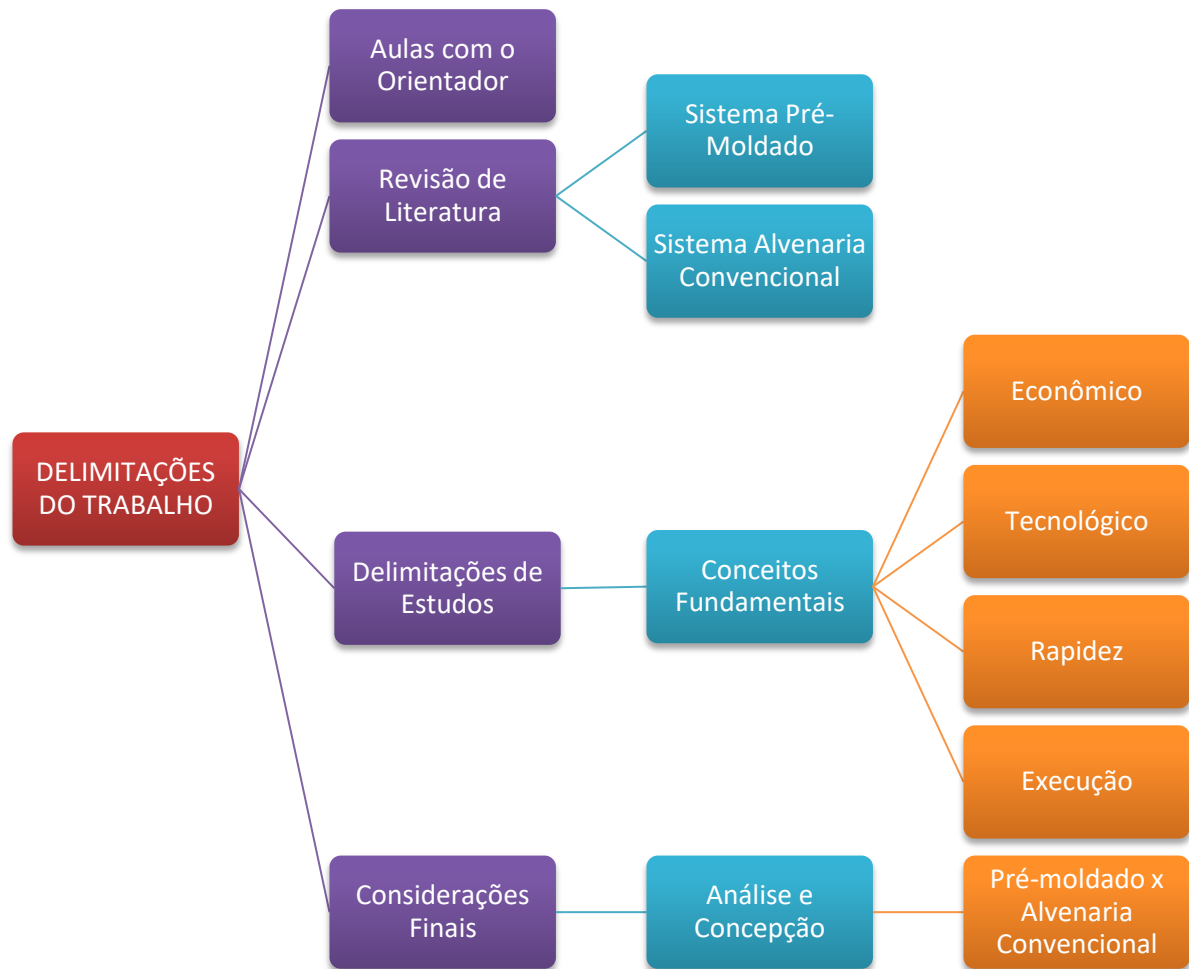 Aulas com o
Orientador
Sistema Pré-
Moldado
Revisão de
Literatura
Sistema Alvenaria
Convencional
Econômico
DELIMITAÇÕES
DO TRABALHO
Tecnológico
Delimitações de
Estudos
Conceitos
Fundamentais
Rapidez
Execução
Considerações
Finais
Análise e
Concepção
Pré-moldado x
Alvenaria
Convencional